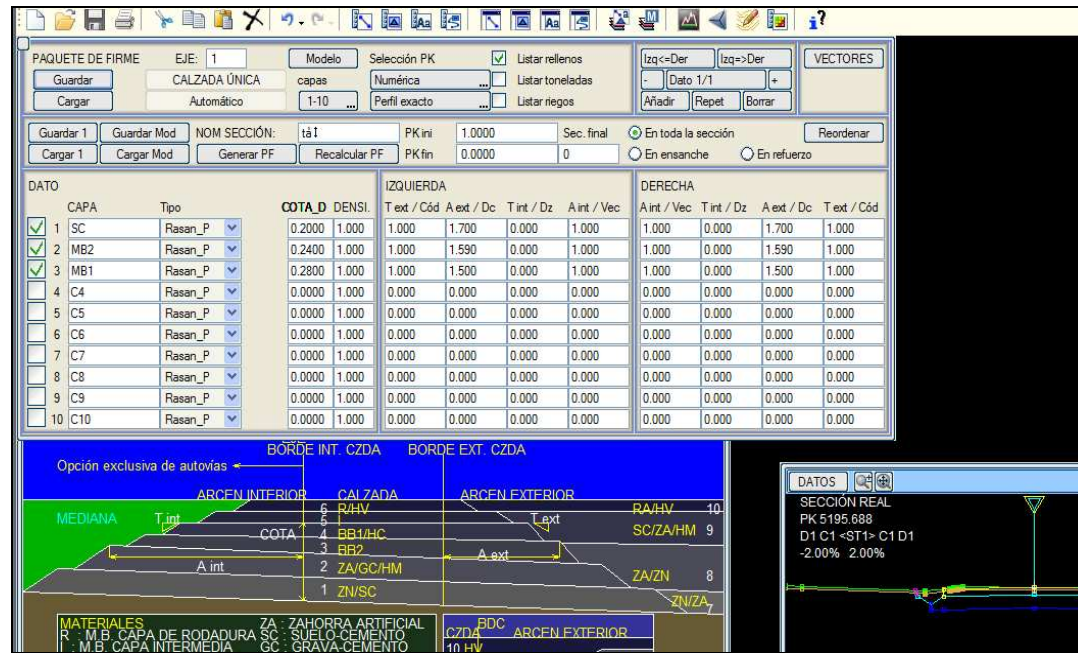 PAQUETE DE FIRME EJE: 1 Modelo Selección PK Listar rellenos Izq<=Der Izq=>Der VECTORES
Guardar CALZADA ÚNICA capas Numérica ... Listar toneladas - Dato 1/1 +
Cargar Automático 1-10 ... Perfil exacto ... Listar riegos Añadir Repet Borrar
Guardar 1 Guardar Mod NOM SECCIÓN: PK ini 1.0000 Sec. final En toda la sección Reordenar
Cargar 1 Cargar Mod Generar PF Recalcular PF PK fin 0.0000 0 En ensanche En refuerzo
DATO IZQUIERDA DERECHA
CAPA Tipo COTA_D DENSI. T ext / Cód A ext / Dc T int / Dz A int / Vec A int / Vec T int / Dz A ext / Dc T ext / Cód
1 SC Rasan_P 0.2000 1.000 1.000 1.700 0.000 1.000 1.000 0.000 1.700 1.000
2 MB2 Rasan_P 0.2400 1.000 1.000 1.590 0.000 1.000 1.000 0.000 1.590 1.000
3 MB1 Rasan_P 0.2800 1.000 1.000 1.500 0.000 1.000 1.000 0.000 1.500 1.000
4 C4 Rasan_P 0.0000 1.000 0.000 0.000 0.000 0.000 0.000 0.000 0.000 0.000
5 C5 Rasan_P 0.0000 1.000 0.000 0.000 0.000 0.000 0.000 0.000 0.000 0.000
6 C6 Rasan_P 0.0000 1.000 0.000 0.000 0.000 0.000 0.000 0.000 0.000 0.000
7 C7 Rasan_P 0.0000 1.000 0.000 0.000 0.000 0.000 0.000 0.000 0.000 0.000
8 C8 Rasan_P 0.0000 1.000 0.000 0.000 0.000 0.000 0.000 0.000 0.000 0.000
9 C9 Rasan_P 0.0000 1.000 0.000 0.000 0.000 0.000 0.000 0.000 0.000 0.000
10 C10 Rasan_P 0.0000 1.000 0.000 0.000 0.000 0.000 0.000 0.000 0.000 0.000
BORDE INT. CZDA BORDE EXT. CZDA
Opción exclusiva de autovías
ARCEN INTERIOR CALZADA ARCEN EXTERIOR
6 R/HV RA/HV 10
MEDIANA T int 5 I T ext
COTA 4 BB1/HC SC/ZA/HM 9
3 BB2 A ext
A int 2 ZA/GC/HM ZA/ZN 8
1 ZN/SC ZN/ZA 7
MATERIALES ZA : ZAHORRA ARTIFICIAL
R : M.B. CAPA DE RODADURA SC : SUELO-CEMENTO
I : M.B. CAPA INTERMEDIA GC : GRAVA-CEMENTO
BDC
CZDA ARCEN EXTERIOR
10 HV
DATOS
SECCIÓN REAL
PK 5195.688
D1 C1 <ST1> C1 D1
-2.00% 2.00%